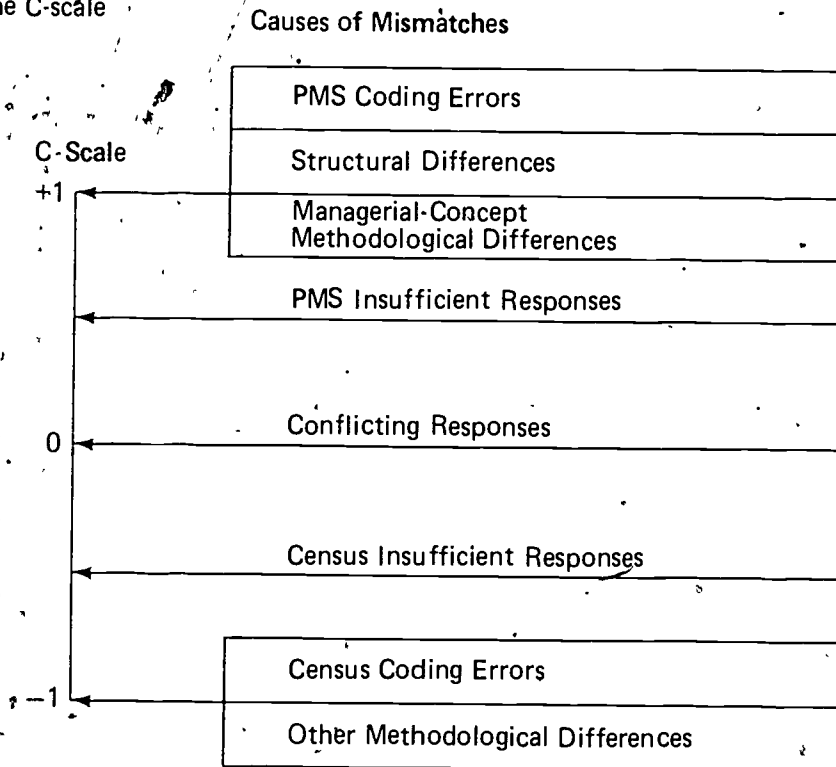 C-scale
Causes of Mismatches
PMS Coding Errors
C-Scale
Structural Differences
+1
Managerial-Concept
Methodological Differences
PMS Insufficient Responses
Conflicting Responses
0
Census Insufficient Responses
Census Coding Errors
−1
Other Methodological Differences